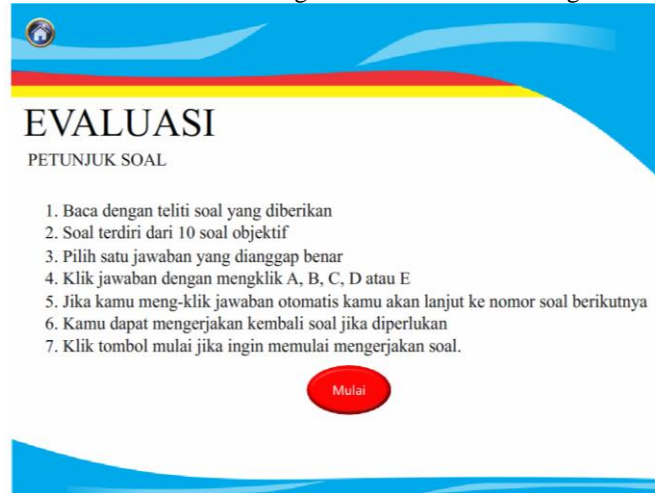 EVALUASI
PETUNJUK SOAL
1. Baca dengan teliti soal yang diberikan
2. Soal terdiri dari 10 soal objektif
3. Pilih satu jawaban yang dianggap benar
4. Klik jawaban dengan mengklik A, B, C, D atau E
5. Jika kamu meng-klik jawaban otomatis kamu akan lanjut ke nomor soal berikutnya
6. Kamu dapat mengerjakan kembali soal jika diperlukan
7. Klik tombol mulai jika ingin memulai mengerjakan soal.
Mulai